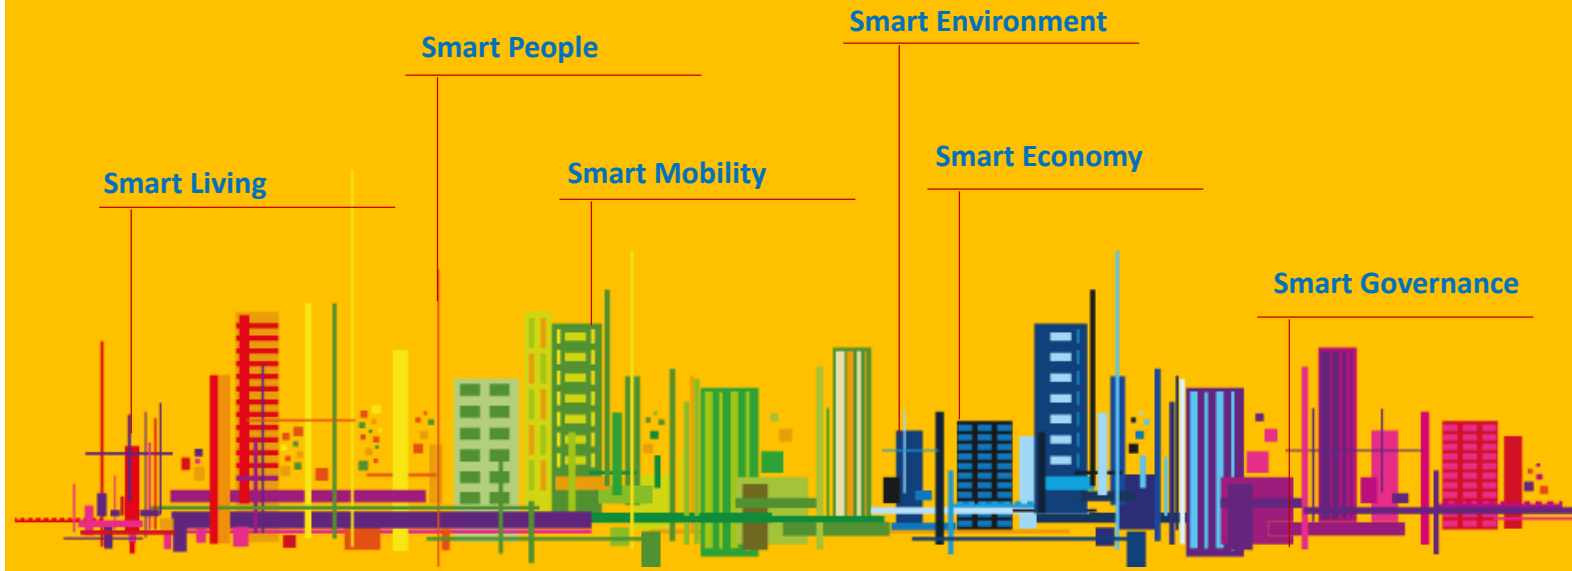 Smart Environment
Smart People
Smart Economy
Smart Mobility
Smart Living
Smart Governance